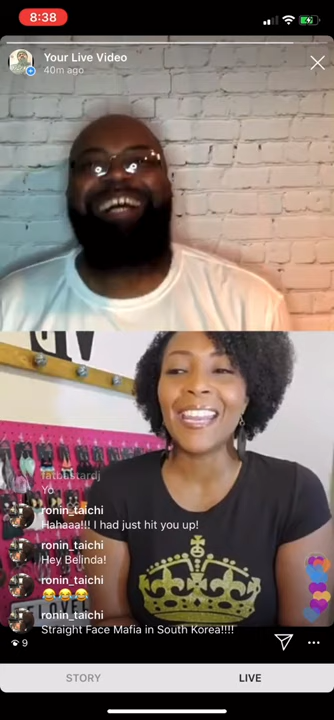 8:38
Your Live Video
40m ago
fatbastardj
Yo
ronin_taichi
Hahaaa!!! I had just hit you up!
ronin_taichi
Hey Belinda!
ronin_taichi
😂😂😂
ronin_taichi
Straight Face Mafia in South Korea!!!!
9
STORY
LIVE